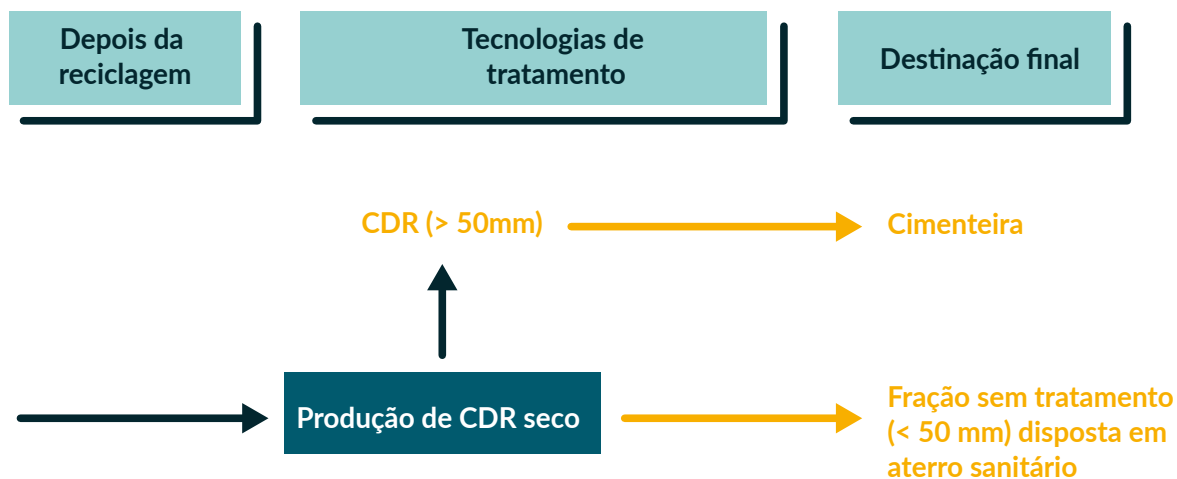 Depois da
reciclagem
Tecnologias de
tratamento
Destinação final
CDR (> 50mm)
Cimenteira
Produção de CDR seco
Fração sem tratamento
(< 50 mm) disposta em
aterro sanitário